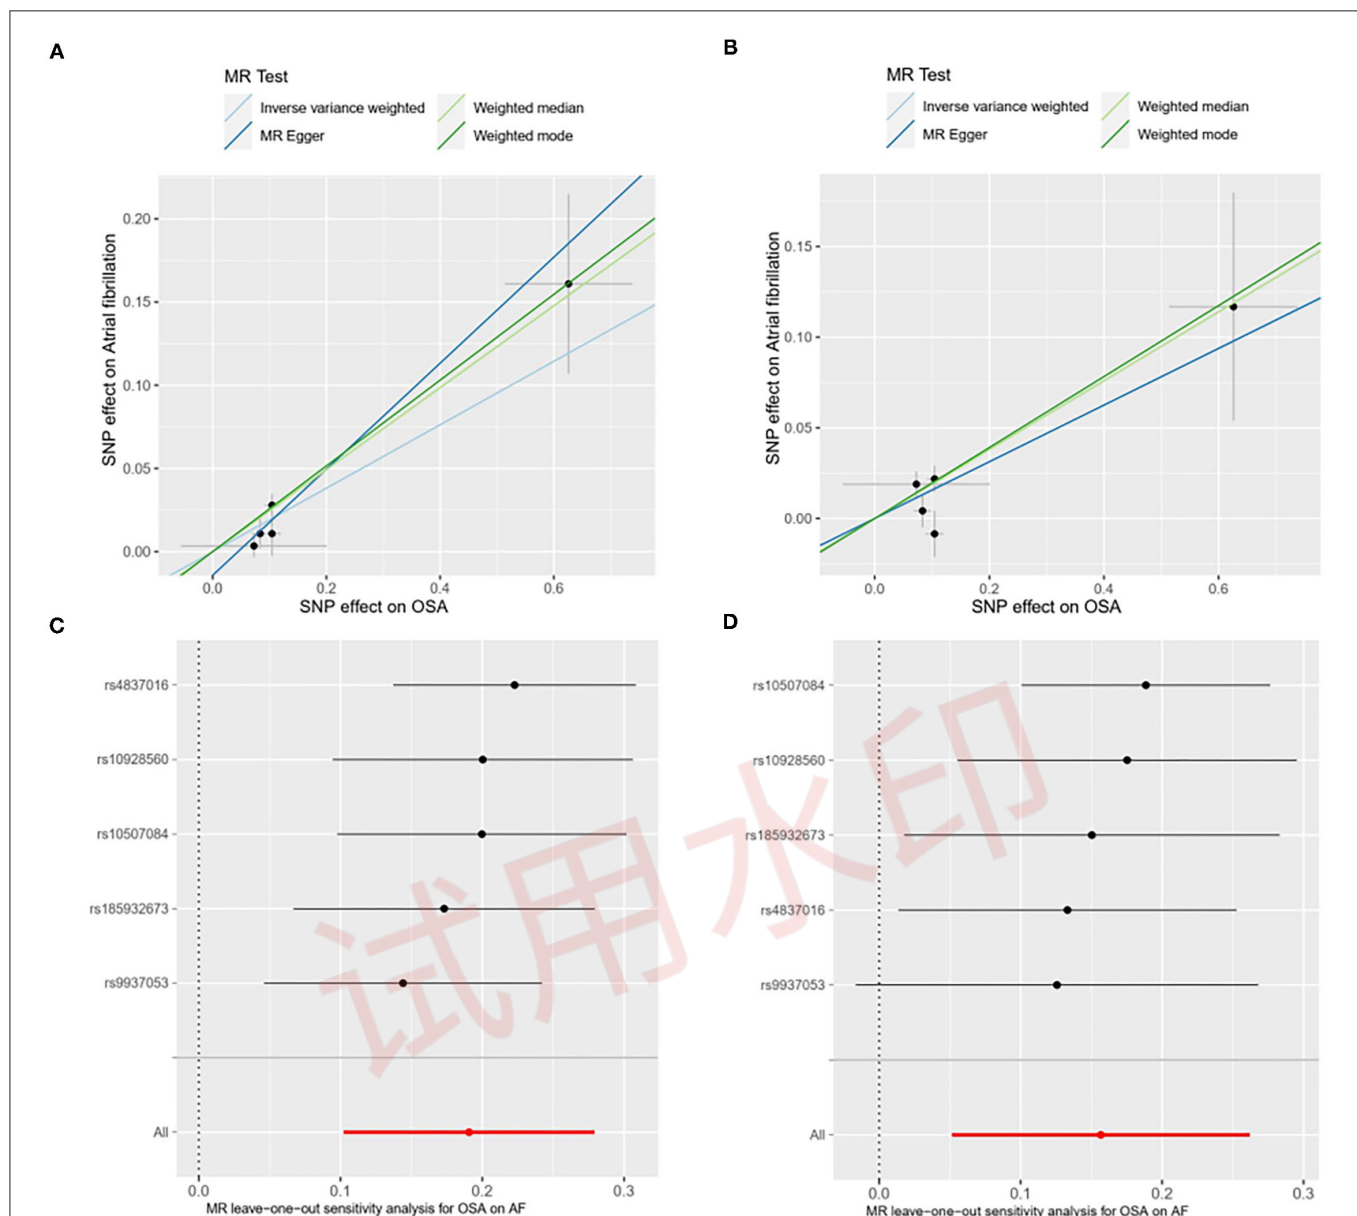 A
MR Test
Inverse variance weighted
Weighted median
MR Egger
Weighted mode
SNP effect on Atrial fibrillation
0.20
0.15
0.10
0.05
0.00
0.0 0.2 0.4 0.6
SNP effect on OSA
B
MR Test
Inverse variance weighted
Weighted median
MR Egger
Weighted mode
SNP effect on Atrial fibrillation
0.15
0.10
0.05
0.00
0.0 0.2 0.4 0.6
SNP effect on OSA
C
rs4837016
rs10928560
rs10507084
rs185932673
rs9937053
All
0.0 0.1 0.2 0.3
MR leave-one-out sensitivity analysis for OSA on AF
D
rs10507084
rs10928560
rs185932673
rs4837016
rs9937053
All
0.0 0.1 0.2 0.3
MR leave-one-out sensitivity analysis for OSA on AF
试用水印